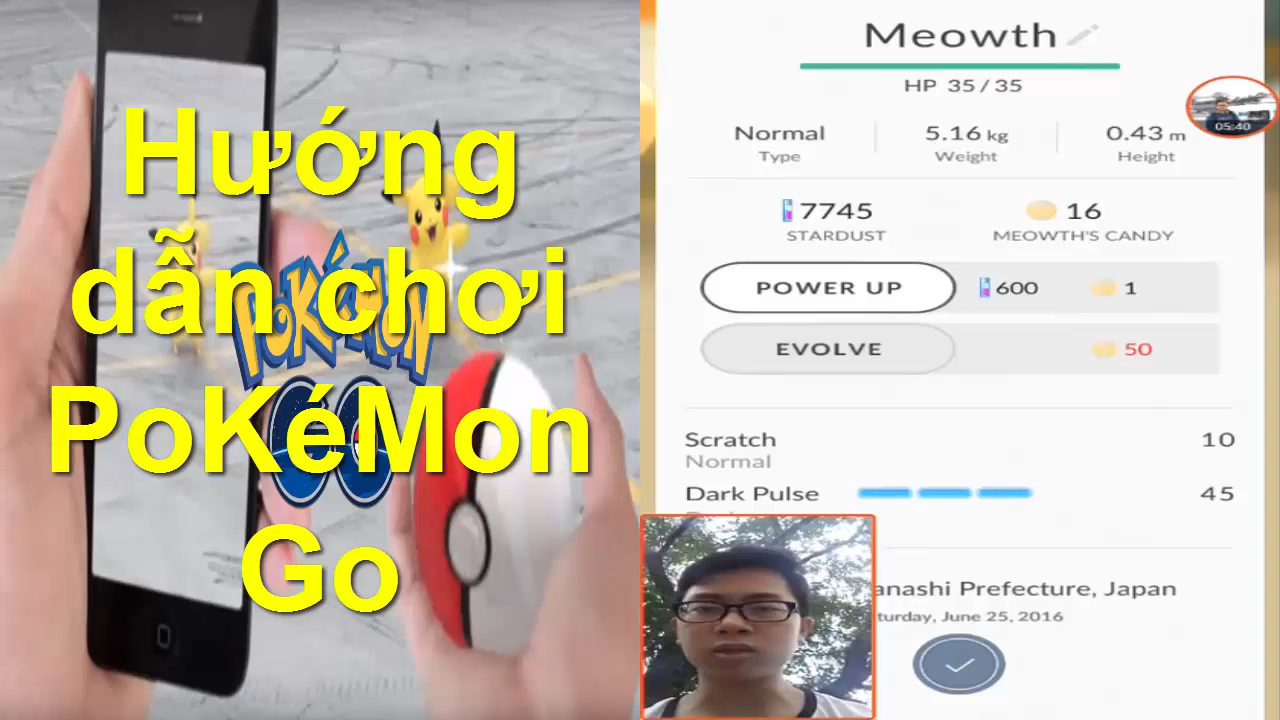 Hướng
dẫn chơi
PoKéMon
Go
POKÉMON
GO
Meowth
HP 35 / 35
05:40
Normal
Type
5.16 kg
Weight
0.43 m
Height
7745
STARDUST
16
MEOWTH'S CANDY
POWER UP 600 1
EVOLVE 50
Scratch 10
Normal
Dark Pulse 45
anashi Prefecture, Japan
turday, June 25, 2016